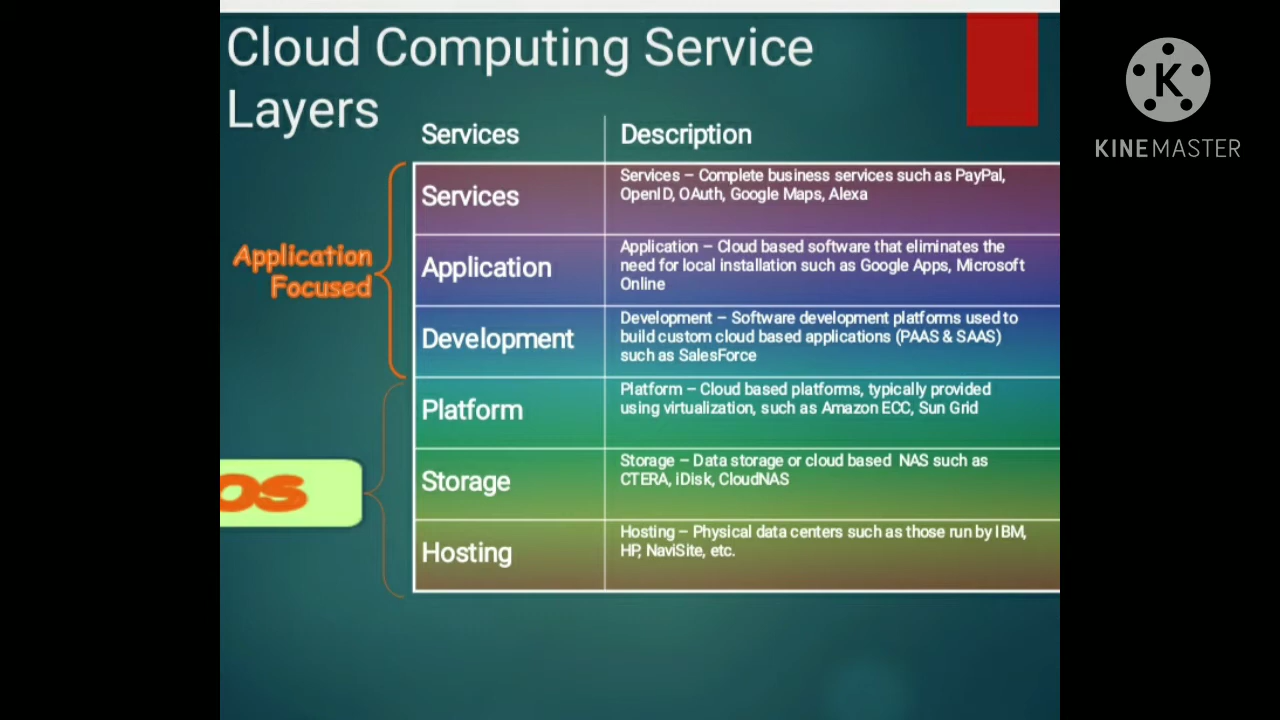 Cloud Computing Service
Layers
Services
Description
Services
Services – Complete business services such as PayPal,
OpenID, OAuth, Google Maps, Alexa
Application
Focused
Application
Application – Cloud based software that eliminates the
need for local installation such as Google Apps, Microsoft
Online
Development
Development – Software development platforms used to
build custom cloud based applications (PAAS & SAAS)
such as SalesForce
Platform
Platform – Cloud based platforms, typically provided
using virtualization, such as Amazon ECC, Sun Grid
OS
Storage
Storage – Data storage or cloud based NAS such as
CTERA, iDisk, CloudNAS
Hosting
Hosting – Physical data centers such as those run by IBM,
HP, NaviSite, etc.
K
KINEMASTER